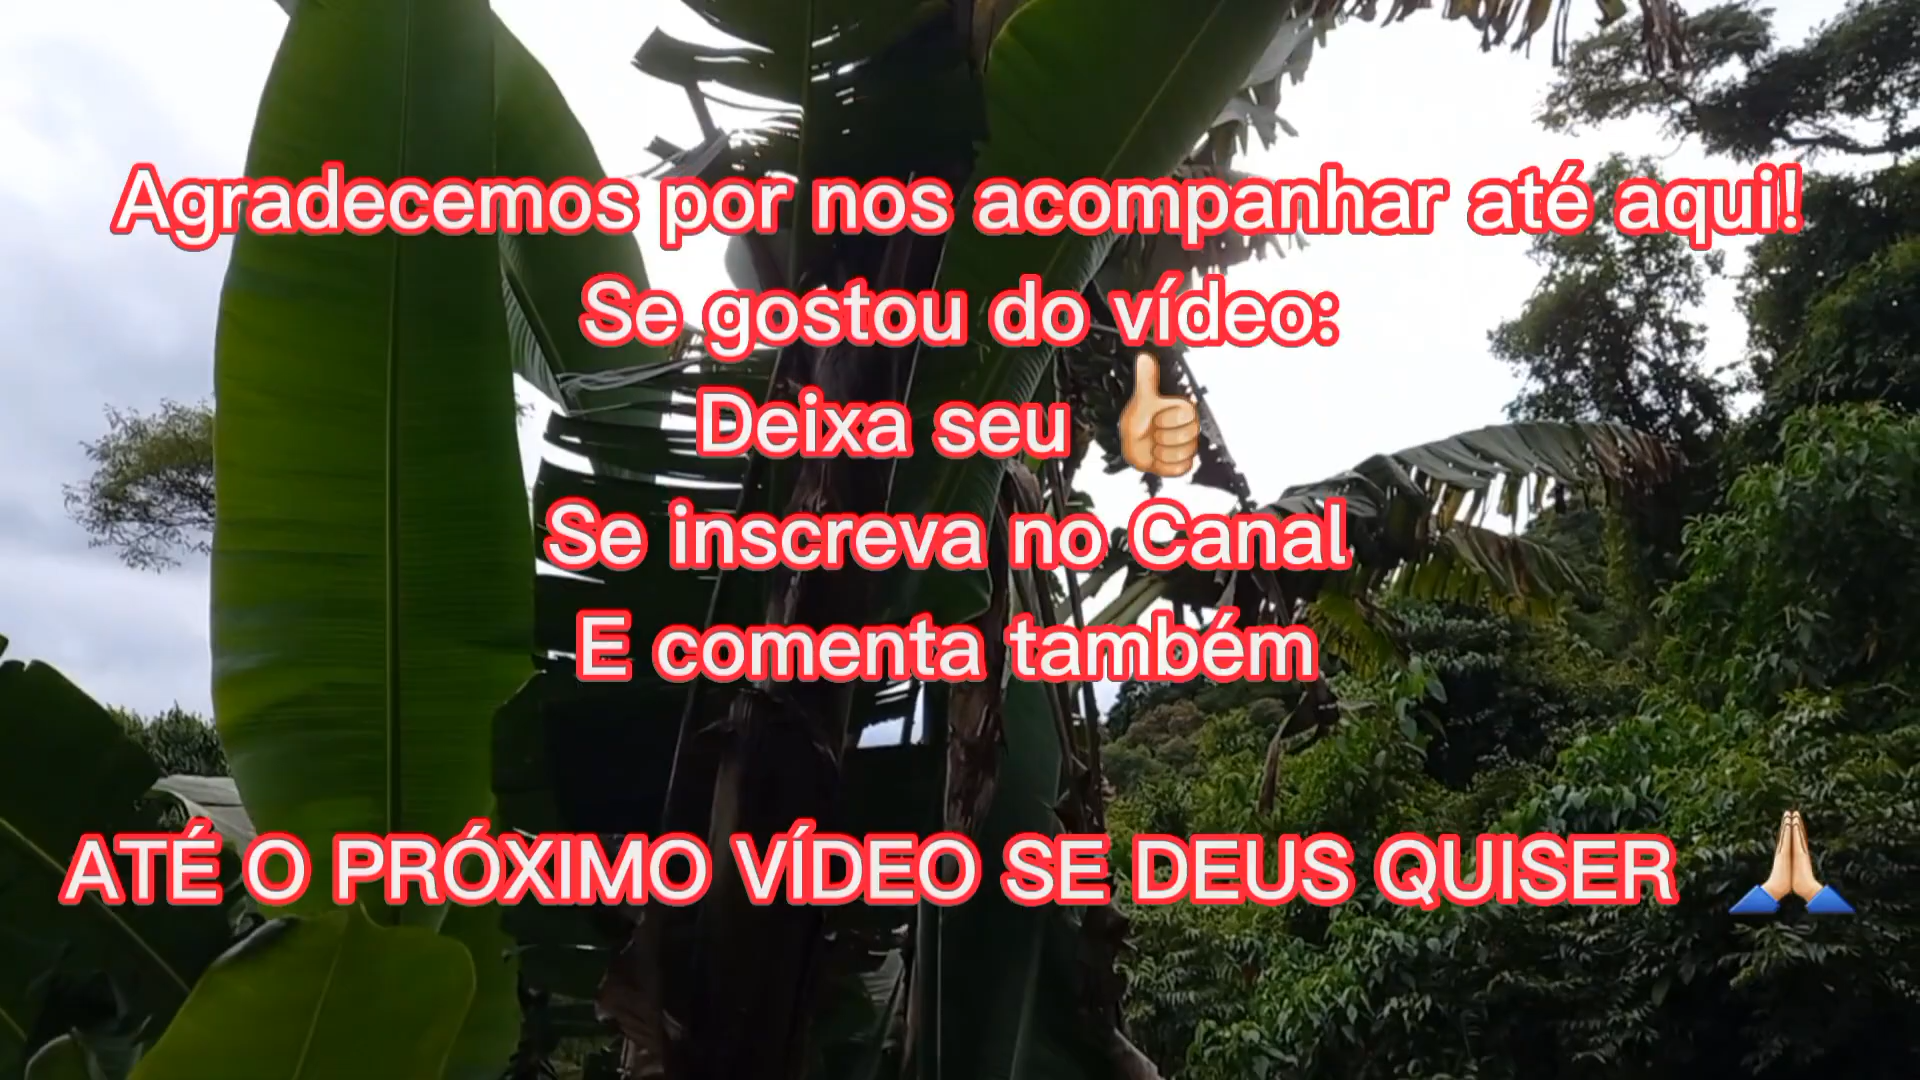 Agradecemos por nos acompanhar até aqui!
Se gostou do vídeo:
Deixa seu 👍🏻
Se inscreva no Canal
E comenta também
ATÉ O PRÓXIMO VÍDEO SE DEUS QUISER 🙏🏻